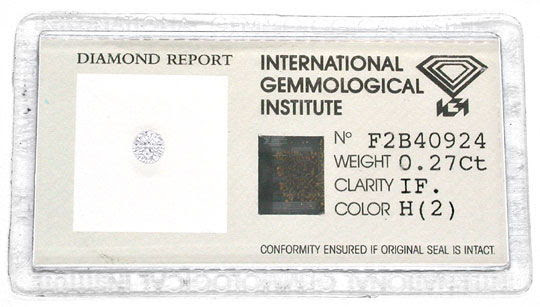 DIAMOND REPORT
INTERNATIONAL
GEMMOLOGICAL
INSTITUTE
IGI
Nº F2B40924
WEIGHT 0.27Ct
CLARITY IF.
COLOR H(2)
CONFORMITY ENSURED IF ORIGINAL SEAL IS INTACT